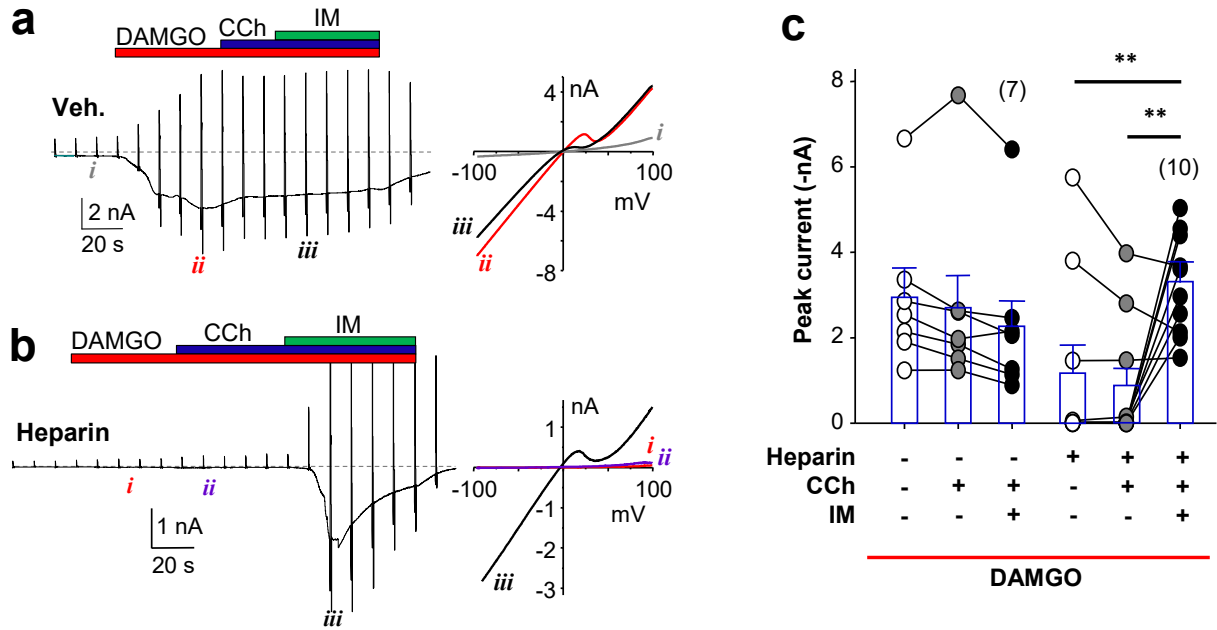 a
DAMGO CCh IM
Veh.
i
2 nA
20 s
ii
iii
nA
4
i
-100
100
mV
-4
iii
ii
-8
b
DAMGO CCh IM
Heparin
i
ii
1 nA
20 s
iii
nA
1
i
ii
-100
100
mV
-1
-2
iii
-3
c
Peak current (-nA)
8
6
4
2
0
(7)
**
**
(10)
Heparin - - - + + +
CCh - + + - + +
IM - - + - - +
DAMGO